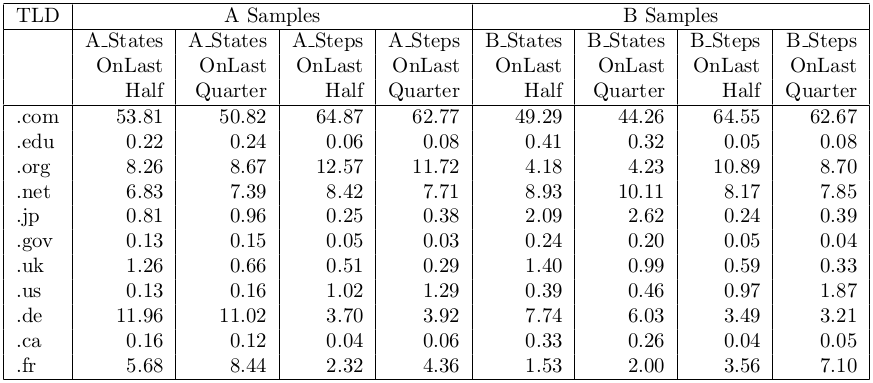 TLD A Samples B Samples
A_States A_States A_Steps A_Steps B_States B_States B_Steps B_Steps
OnLast OnLast OnLast OnLast OnLast OnLast OnLast OnLast
Half Quarter Half Quarter Half Quarter Half Quarter
.com 53.81 50.82 64.87 62.77 49.29 44.26 64.55 62.67
.edu 0.22 0.24 0.06 0.08 0.41 0.32 0.05 0.08
.org 8.26 8.67 12.57 11.72 4.18 4.23 10.89 8.70
.net 6.83 7.39 8.42 7.71 8.93 10.11 8.17 7.85
.jp 0.81 0.96 0.25 0.38 2.09 2.62 0.24 0.39
.gov 0.13 0.15 0.05 0.03 0.24 0.20 0.05 0.04
.uk 1.26 0.66 0.51 0.29 1.40 0.99 0.59 0.33
.us 0.13 0.16 1.02 1.29 0.39 0.46 0.97 1.87
.de 11.96 11.02 3.70 3.92 7.74 6.03 3.49 3.21
.ca 0.16 0.12 0.04 0.06 0.33 0.26 0.04 0.05
.fr 5.68 8.44 2.32 4.36 1.53 2.00 3.56 7.10